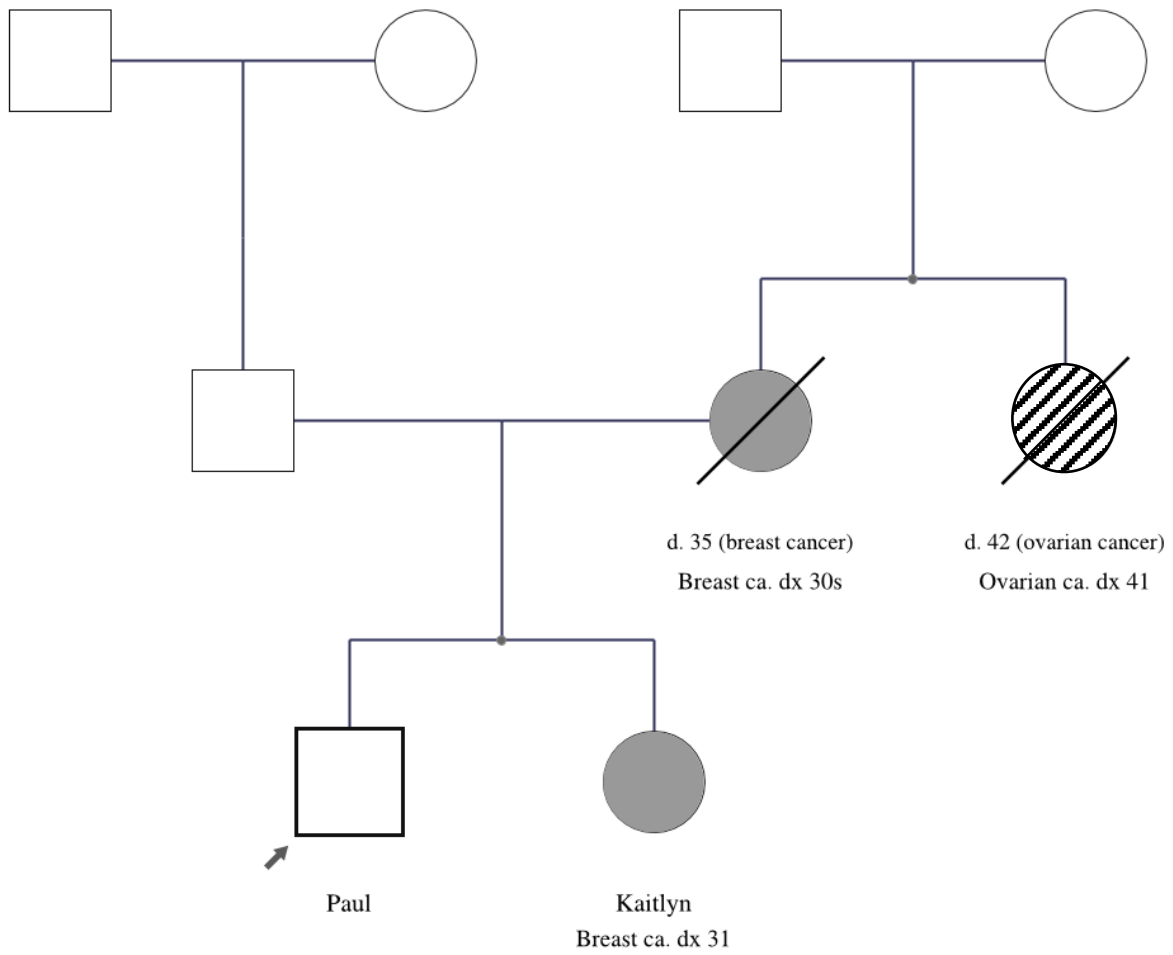 d. 35 (breast cancer)
Breast ca. dx 30s
d. 42 (ovarian cancer)
Ovarian ca. dx 41
Paul
Kaitlyn
Breast ca. dx 31